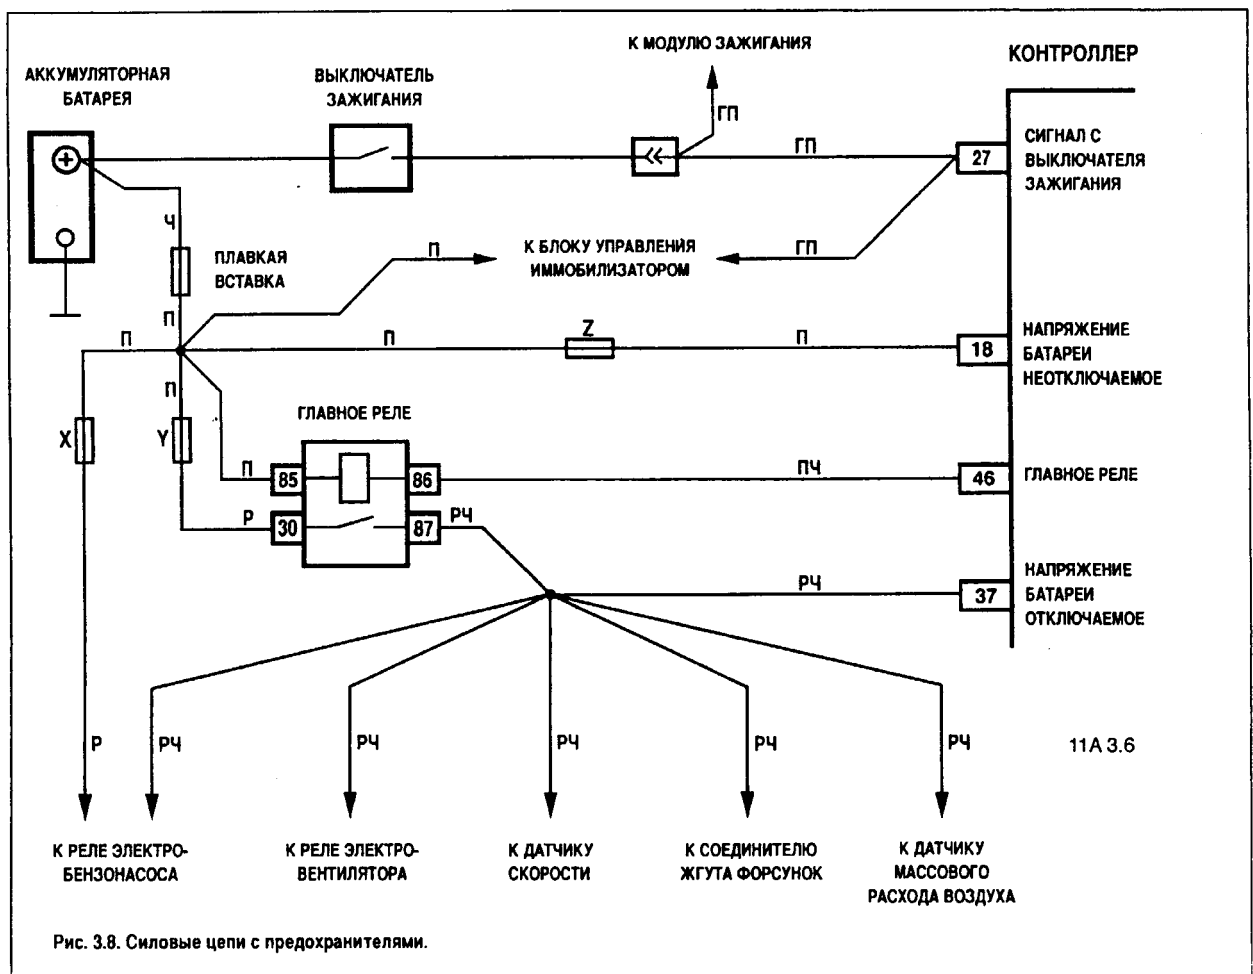 К МОДУЛЮ ЗАЖИГАНИЯ
КОНТРОЛЛЕР
АККУМУЛЯТОРНАЯ
БАТАРЕЯ
ВЫКЛЮЧАТЕЛЬ
ЗАЖИГАНИЯ
ГП
ГП
27
СИГНАЛ С
ВЫКЛЮЧАТЕЛЯ
ЗАЖИГАНИЯ
Ч
ПЛАВКАЯ
ВСТАВКА
П
К БЛОКУ УПРАВЛЕНИЯ
ИММОБИЛИЗАТОРОМ
ГП
П
П
П
Z
П
18
НАПРЯЖЕНИЕ
БАТАРЕИ
НЕОТКЛЮЧАЕМОЕ
П
X
Y
ГЛАВНОЕ РЕЛЕ
П
85
86
ПЧ
46
ГЛАВНОЕ РЕЛЕ
Р
30
87
РЧ
РЧ
37
НАПРЯЖЕНИЕ
БАТАРЕИ
ОТКЛЮЧАЕМОЕ
Р
РЧ
РЧ
РЧ
РЧ
РЧ
11А 3.6
К РЕЛЕ ЭЛЕКТРО-
БЕНЗОНАСОСА
К РЕЛЕ ЭЛЕКТРО-
ВЕНТИЛЯТОРА
К ДАТЧИКУ
СКОРОСТИ
К СОЕДИНИТЕЛЮ
ЖГУТА ФОРСУНОК
К ДАТЧИКУ
МАССОВОГО
РАСХОДА ВОЗДУХА
Рис. 3.8. Силовые цепи с предохранителями.